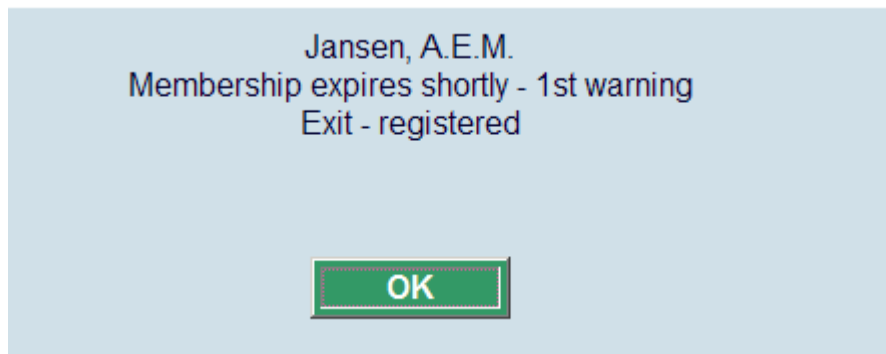 Jansen, A.E.M.
Membership expires shortly - 1st warning
Exit - registered
OK